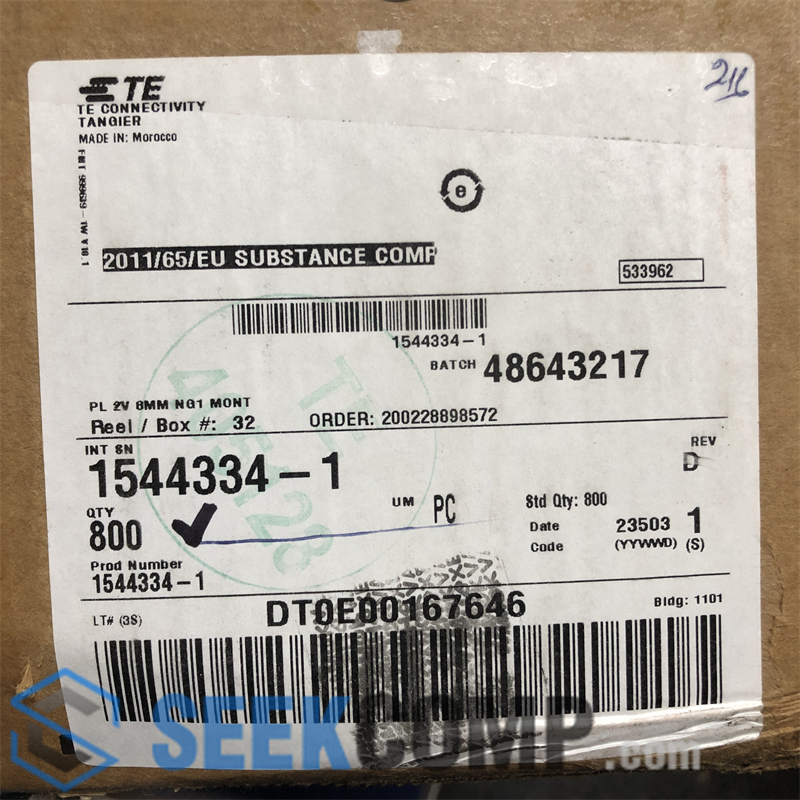 211
TE
TE CONNECTIVITY
TANGIER
MADE IN: Morocco
e
2011/65/EU SUBSTANCE COMP
533962
1544334-1
BATCH 48643217
PL 2V 8MM NG1 MONT
Reel / Box #: 32 ORDER: 200228898572
INT SN
1544334-1
REV
D
QTY
800
UM PC
Std Qty: 800
Date 23503 1
Code (YYWWD) (S)
Prod Number
1544334-1
LT# (3S)
DT0E00167646
Bldg: 1101
SEEKCOMP.com